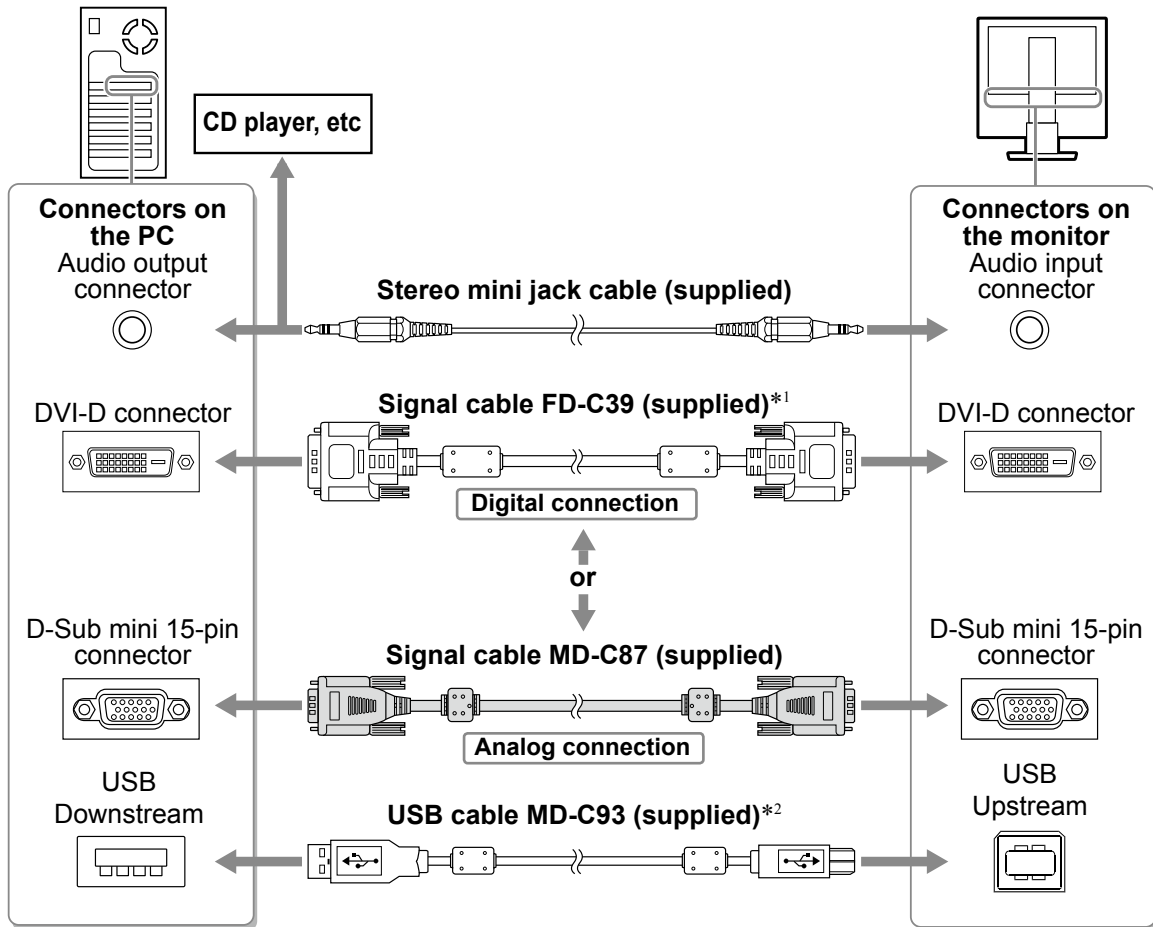 CD player, etc
Connectors on
the PC
Audio output
connector
Connectors on
the monitor
Audio input
connector
Stereo mini jack cable (supplied)
DVI-D connector
Signal cable FD-C39 (supplied)*1
DVI-D connector
Digital connection
or
D-Sub mini 15-pin
connector
Signal cable MD-C87 (supplied)
D-Sub mini 15-pin
connector
Analog connection
USB
Downstream
USB cable MD-C93 (supplied)*2
USB
Upstream